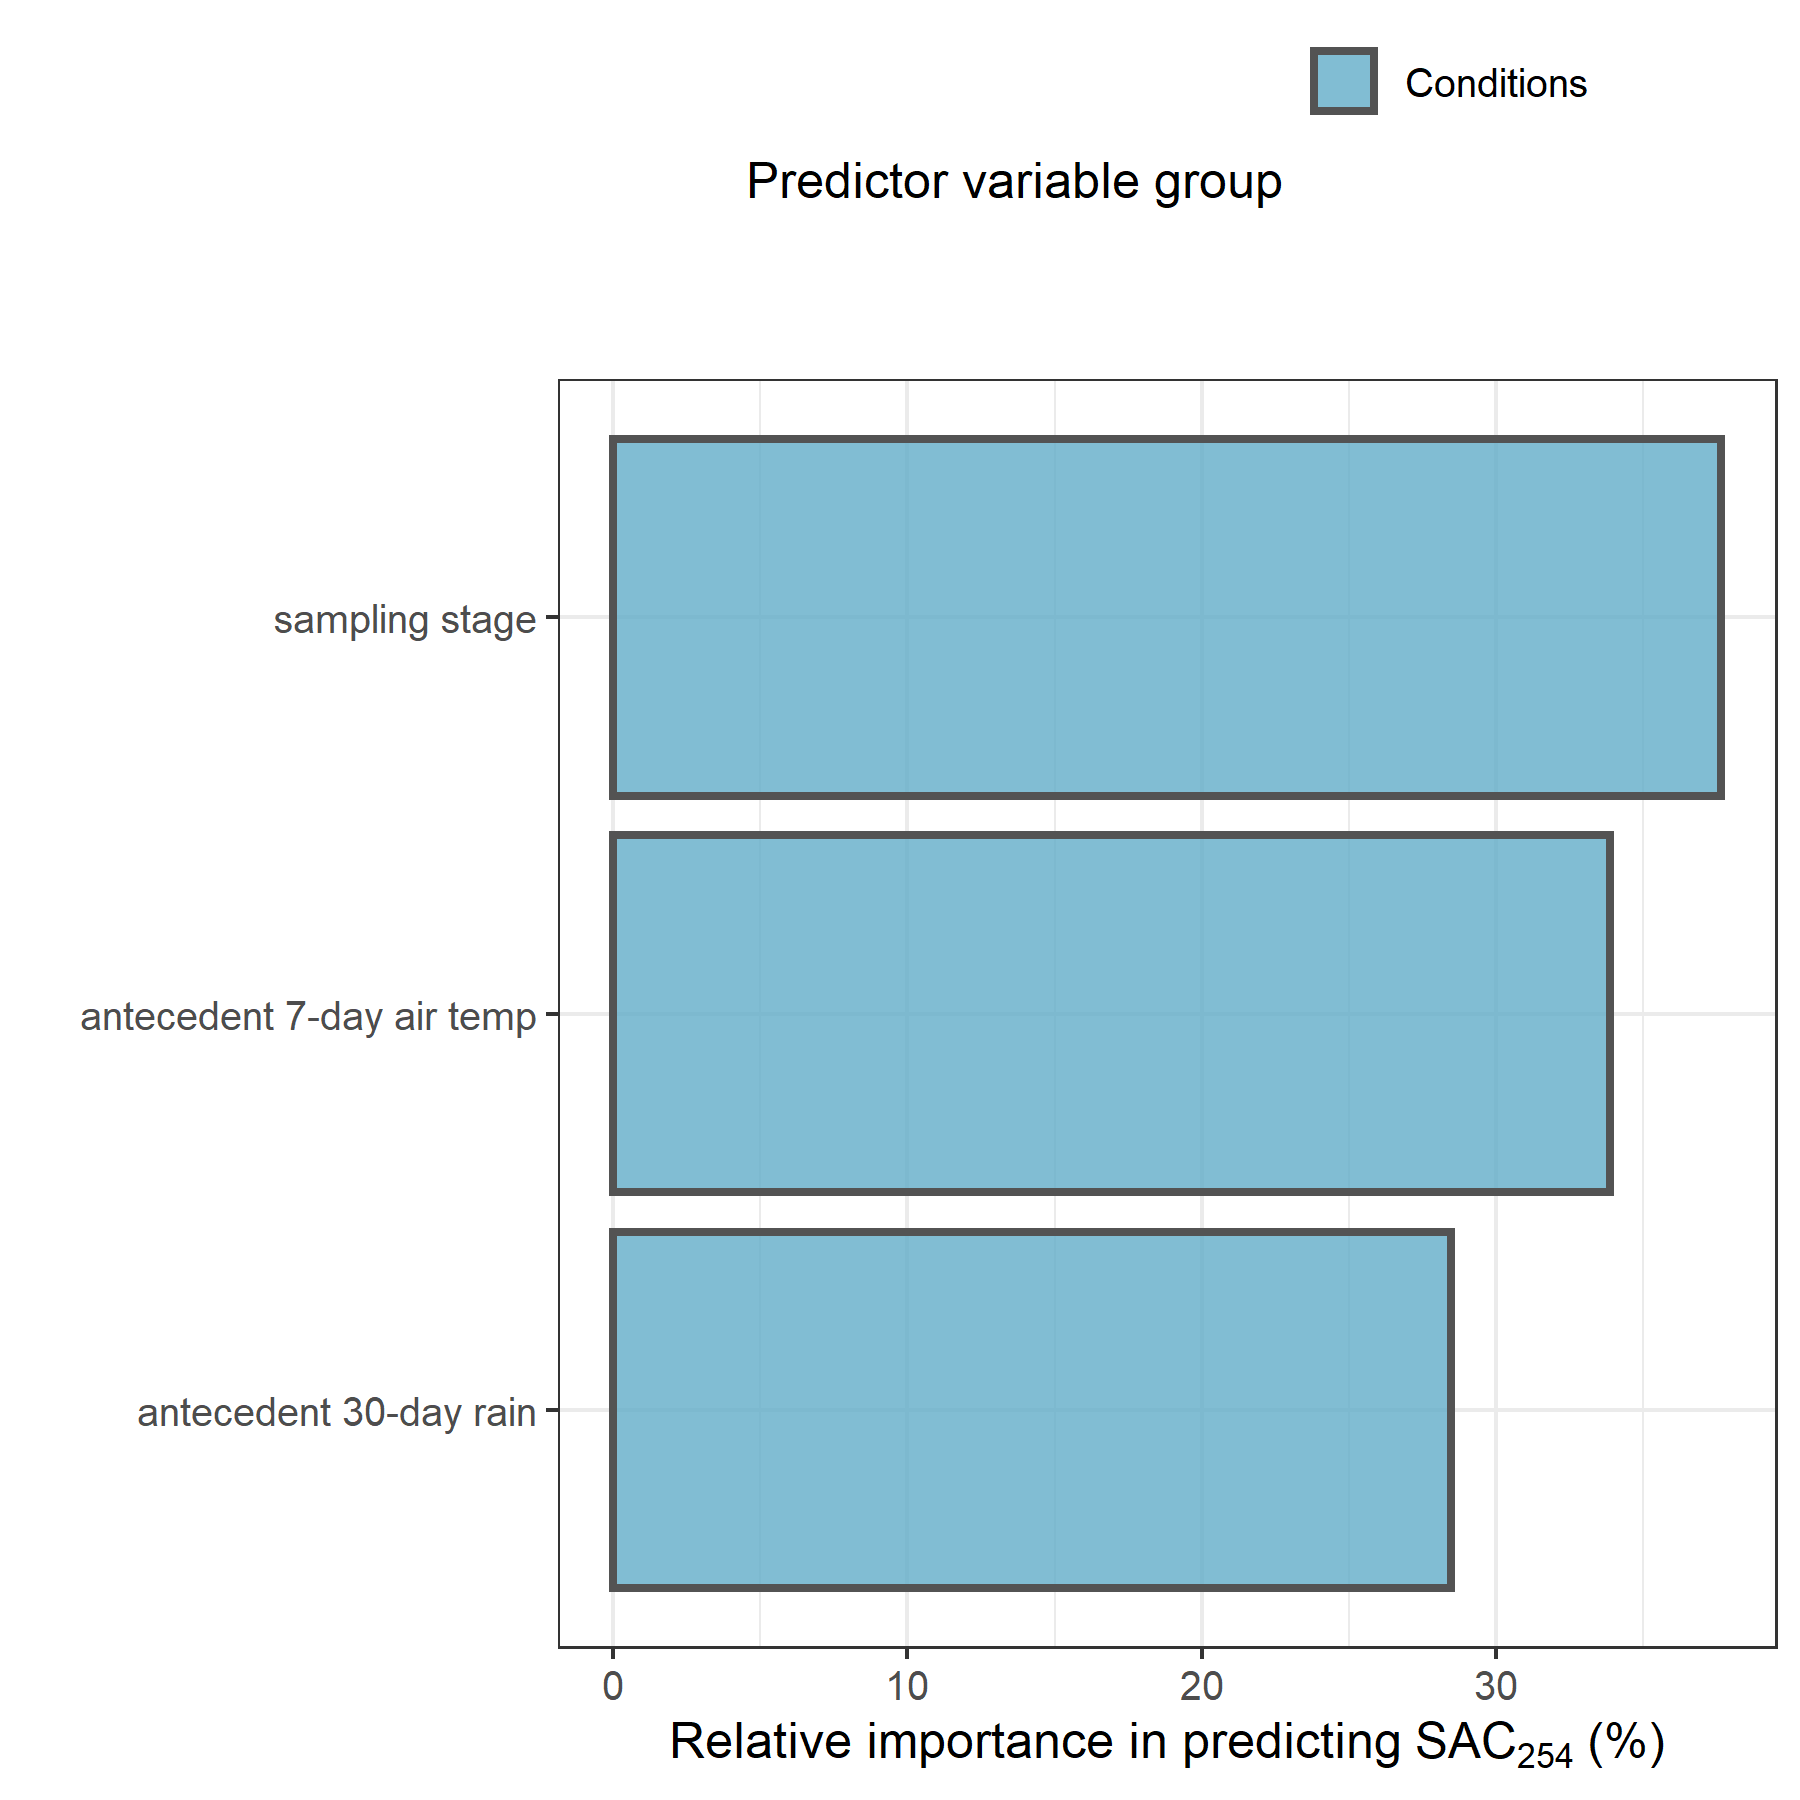 Conditions
Predictor variable group
sampling stage
antecedent 7-day air temp
antecedent 30-day rain
0 10 20 30
Relative importance in predicting SAC₂₅₄ (%)